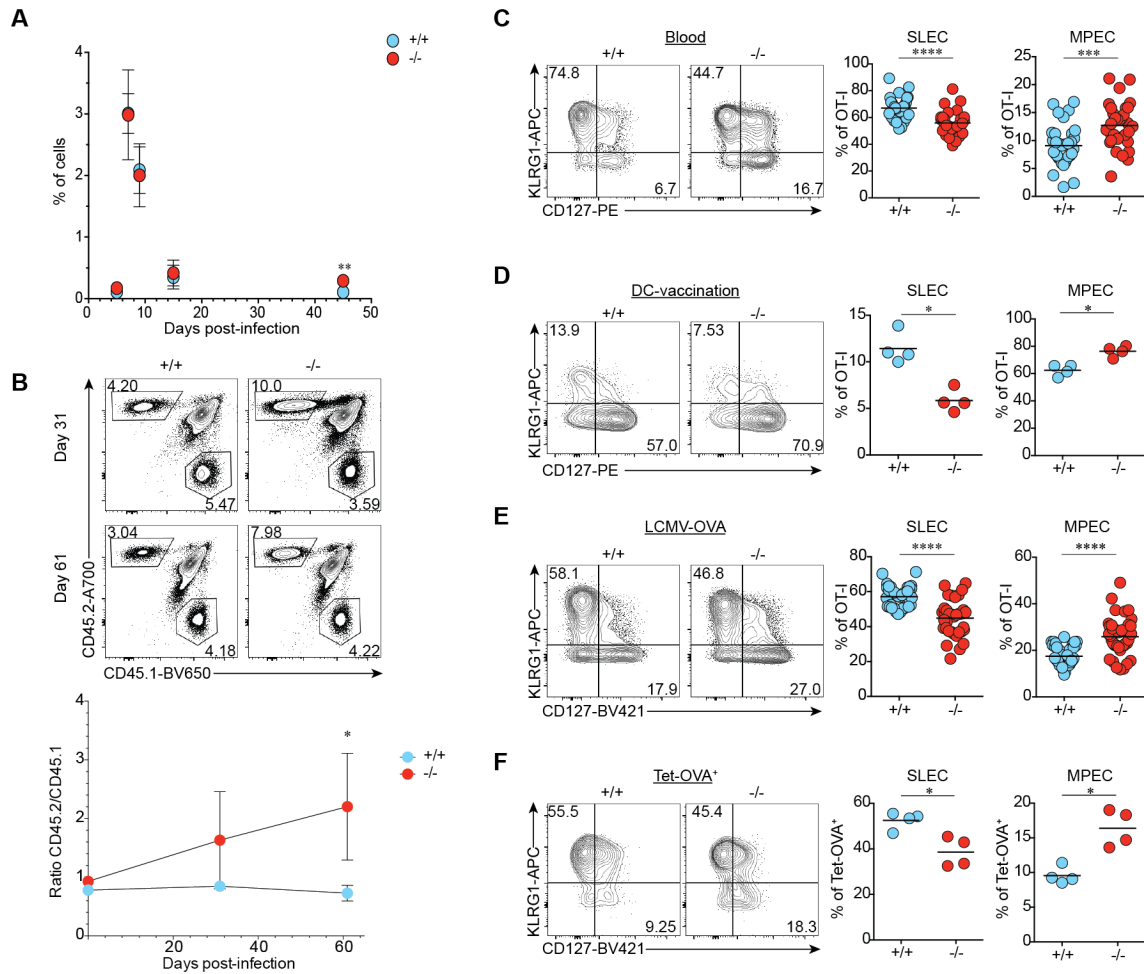 A
+/+
-/-
4
3
2
1
0
% of cells
**
0 10 20 30 40 50
Days post-infection
B
+/+ -/-
Day 31
4.20 10.0
5.47 3.59
Day 61
3.04 7.98
4.18 4.22
CD45.2-A700
CD45.1-BV650
4
3
2
1
0
Ratio CD45.2/CD45.1
*
+/+
-/-
0 20 40 60
Days post-infection
C
Blood
+/+ -/-
74.8 44.7
6.7 16.7
KLRG1-APC
CD127-PE
SLEC
****
% of OT-I
100
80
60
40
20
0
+/+ -/-
MPEC
***
% of OT-I
25
20
15
10
5
0
+/+ -/-
D
DC-vaccination
+/+ -/-
13.9 7.53
57.0 70.9
KLRG1-APC
CD127-PE
SLEC
*
% of OT-I
15
10
5
0
+/+ -/-
MPEC
*
% of OT-I
100
80
60
40
20
0
+/+ -/-
E
LCMV-OVA
+/+ -/-
58.1 46.8
17.9 27.0
KLRG1-APC
CD127-BV421
SLEC
****
% of OT-I
80
60
40
20
0
+/+ -/-
MPEC
****
% of OT-I
60
40
20
0
+/+ -/-
F
Tet-OVA⁺
+/+ -/-
55.5 45.4
9.25 18.3
KLRG1-APC
CD127-BV421
SLEC
*
% of Tet-OVA⁺
60
40
20
0
+/+ -/-
MPEC
*
% of Tet-OVA⁺
20
15
10
5
0
+/+ -/-